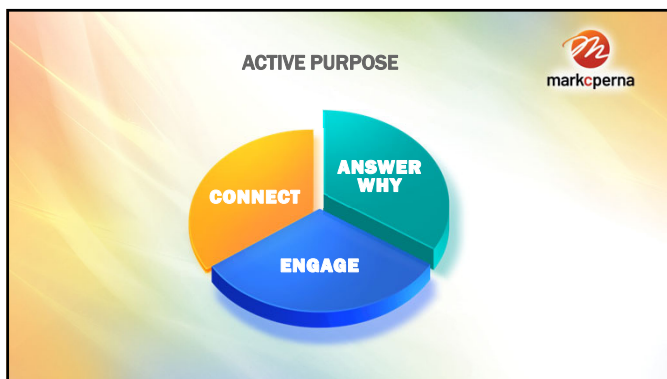 ACTIVE PURPOSE
markcperna
CONNECT
ANSWER
WHY
ENGAGE